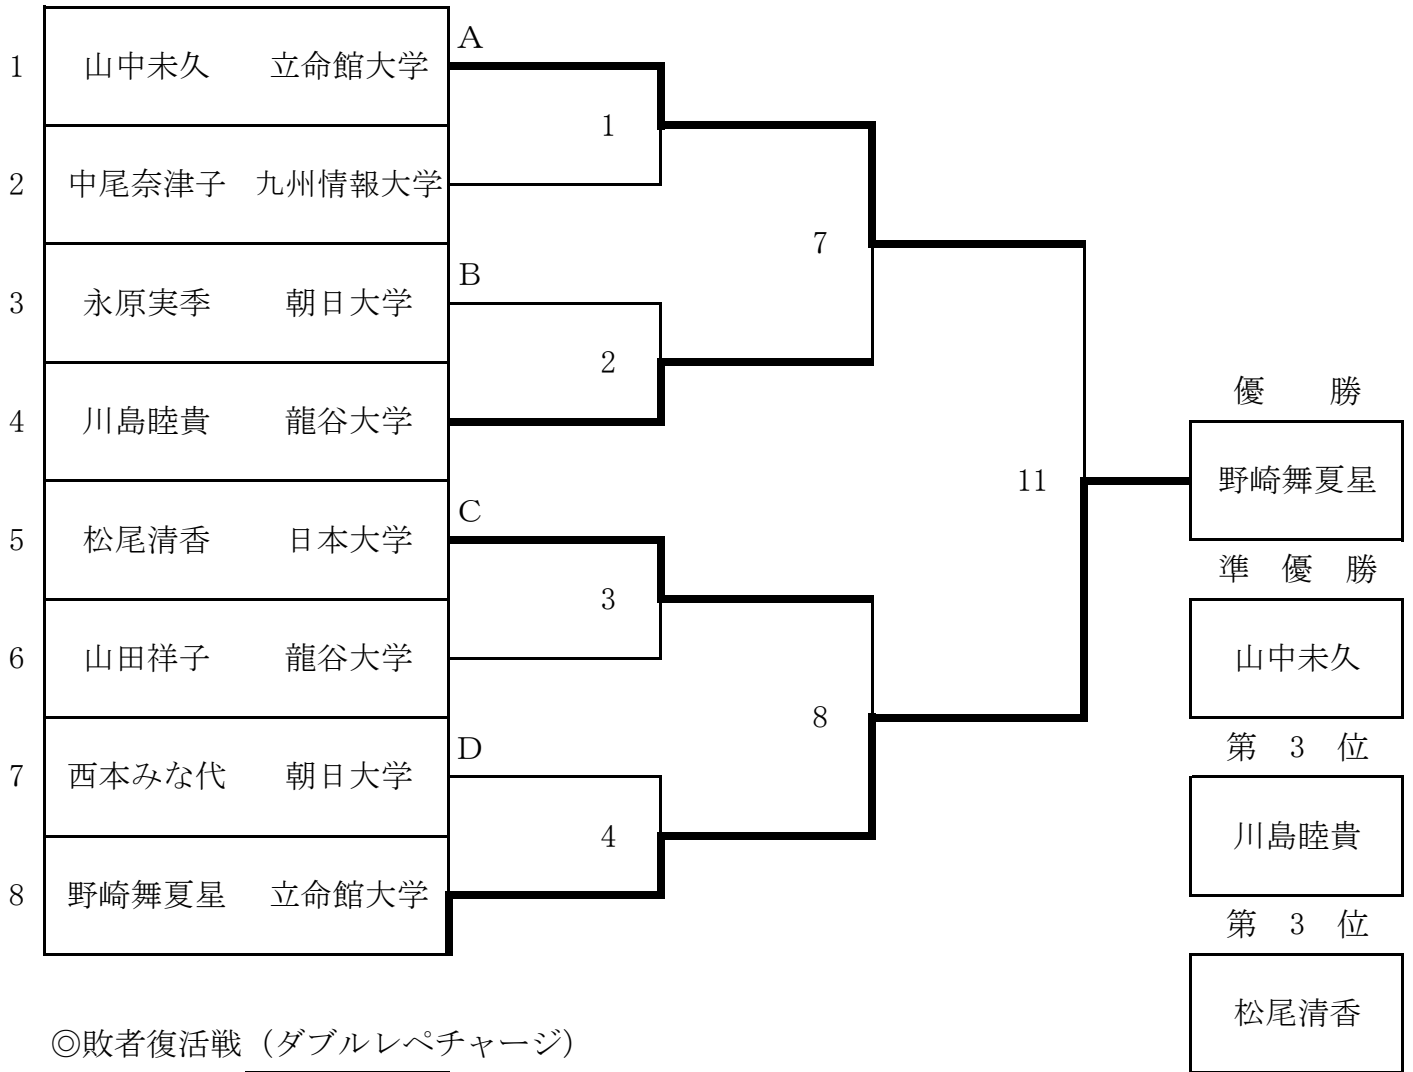 A
1 山中未久 立命館大学
1
2 中尾奈津子 九州情報大学
7
B
3 永原実季 朝日大学
2
優 勝
4 川島睦貴 龍谷大学
11 野崎舞夏星
C
5 松尾清香 日本大学
準 優 勝
3
6 山田祥子 龍谷大学
山中未久
8
D
第 3 位
7 西本みな代 朝日大学
4
川島睦貴
8 野崎舞夏星 立命館大学
第 3 位
松尾清香
◎敗者復活戦（ダブルレペチャージ）